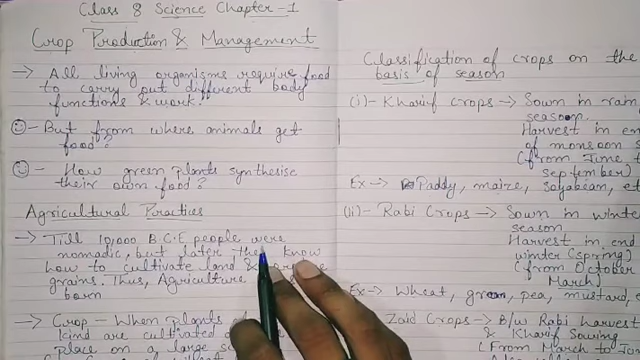 Class 8 Science Chapter-1
Crop Production & Management
→ All living organisms require food
to carry out different body
functions & work."
- But from where animals get
food?
- How green plants synthesise
their own food?
Agricultural Practices
→ Till 10,000 B.C.E people were
nomadic, but later they know
how to cultivate land &
grains. Thus, Agriculture
born
→ Crop - When plants
kind are cultivated
place on a large
Classification of crops on the
basis of season
(i)- Kharif crops → Sown in rain
season.
Harvest in en
of monsoon s
(from June t
september)
Ex → Paddy, maize, Soyabean, et
(ii)- Rabi Crops → Sown in winte
season
Harvest in end
winter (spring)
(from October
March)
Ex → Wheat, gram, pea, mustard, e
Zaid Crops → B/w Rabi harvest
& Kharif Sowing
(From March to Jun